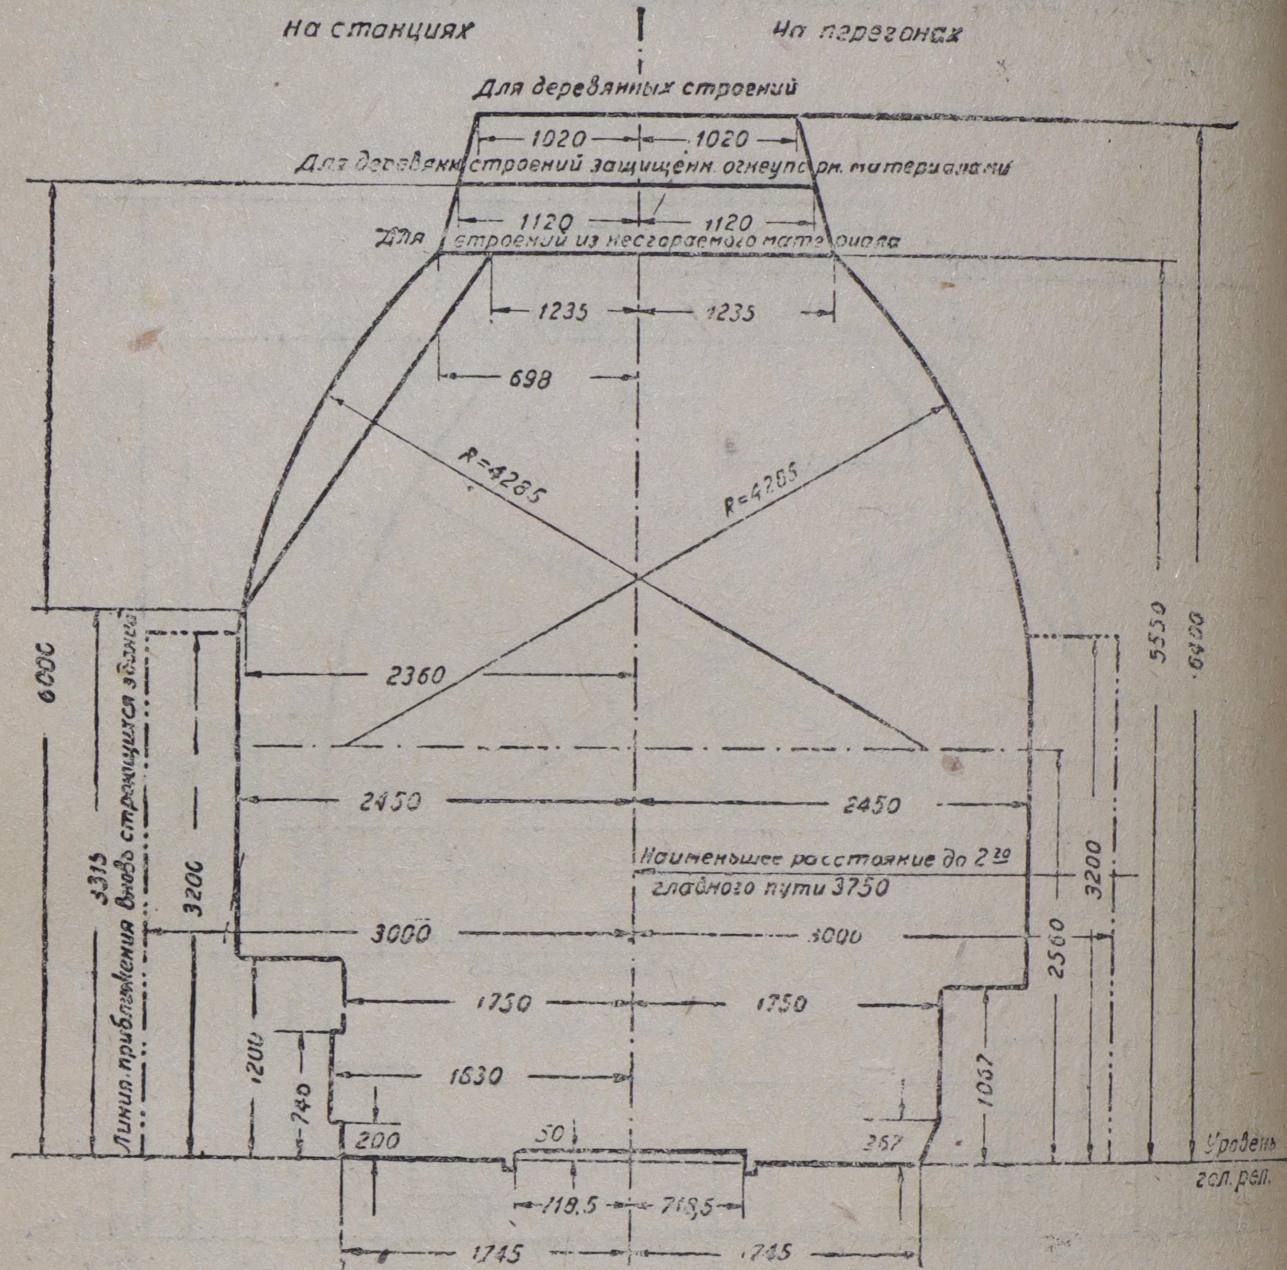 На станциях
На перегонах
Для деревянных строений
1020
1020
Для деревянн. строений защищённ. огнеупорн. материалами
1120
1120
Для строений из несгораемого материала
1235
1235
698
R=4285
R=4285
6000
5550
6400
3315
Линия приближения вновь строющихся зданий
3200
2360
2450
2450
Наименьшее расстояние до 2го
главного пути 3750
3200
2560
3000
3000
1750
1750
1200
740
1630
1067
200
50
267
Уровень
гол. рел.
718,5
718,5
1745
1745